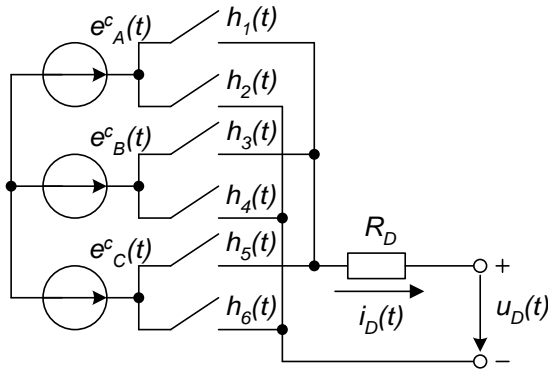 e^c_A(t)
h_1(t)
h_2(t)
e^c_B(t)
h_3(t)
h_4(t)
e^c_C(t)
h_5(t)
R_D
+
h_6(t)
i_D(t)
u_D(t)
−